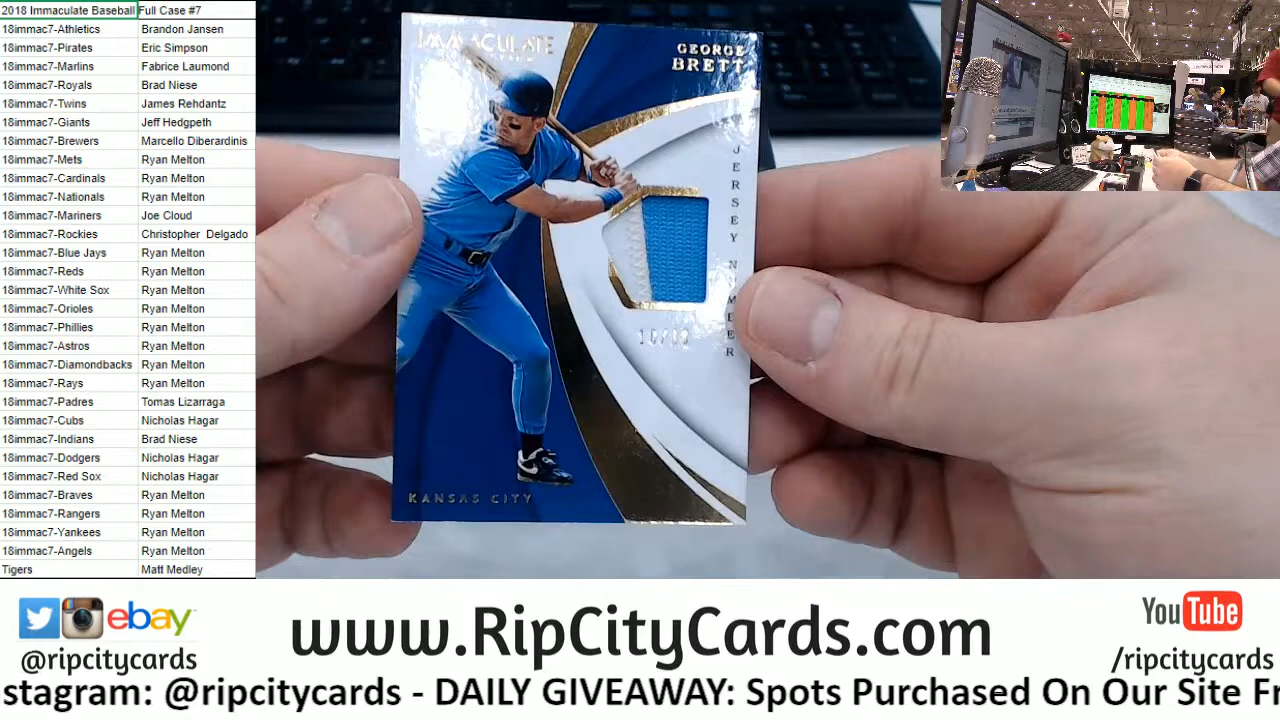 2018 Immaculate Baseball Full Case #7
18immac7-Athletics Brandon Jansen
18immac7-Pirates Eric Simpson
18immac7-Marlins Fabrice Laumond
18immac7-Royals Brad Niese
18immac7-Twins James Rehdantz
18immac7-Giants Jeff Hedgpeth
18immac7-Brewers Marcello Diberardinis
18immac7-Mets Ryan Melton
18immac7-Cardinals Ryan Melton
18immac7-Nationals Ryan Melton
18immac7-Mariners Joe Cloud
18immac7-Rockies Christopher Delgado
18immac7-Blue Jays Ryan Melton
18immac7-Reds Ryan Melton
18immac7-White Sox Ryan Melton
18immac7-Orioles Ryan Melton
18immac7-Phillies Ryan Melton
18immac7-Astros Ryan Melton
18immac7-Diamondbacks Ryan Melton
18immac7-Rays Ryan Melton
18immac7-Padres Tomas Lizarraga
18immac7-Cubs Nicholas Hagar
18immac7-Indians Brad Niese
18immac7-Dodgers Nicholas Hagar
18immac7-Red Sox Nicholas Hagar
18immac7-Braves Ryan Melton
18immac7-Rangers Ryan Melton
18immac7-Yankees Ryan Melton
18immac7-Angels Ryan Melton
Tigers Matt Medley
IMMACULATE
GEORGE
BRETT
JERSEY NUMBER
KANSAS CITY
ebay
@ripcitycards
www.RipCityCards.com
YouTube
/ripcitycards
stagram: @ripcitycards - DAILY GIVEAWAY: Spots Purchased On Our Site Fr